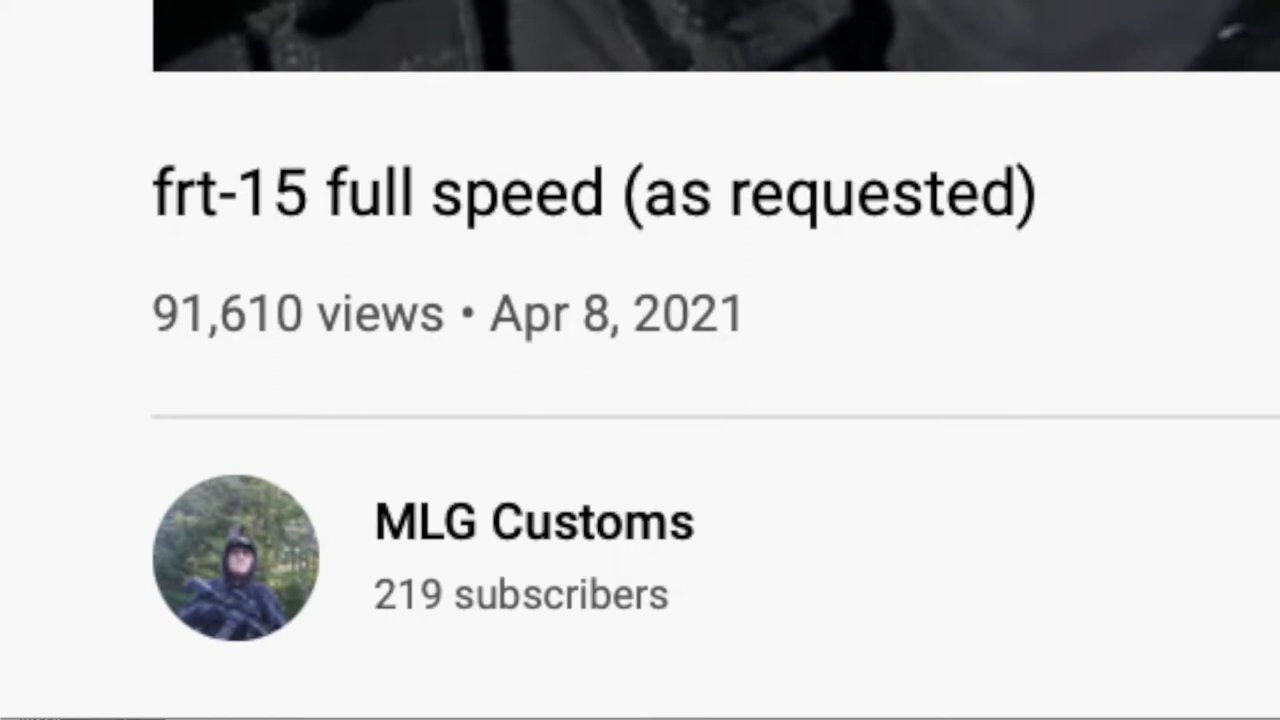 frt-15 full speed (as requested)
91,610 views • Apr 8, 2021
MLG Customs
219 subscribers